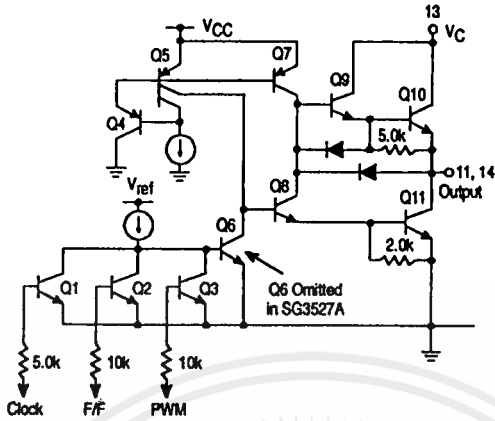 13
VCC
VC
Q5
Q7
Q9
Q10
Q4
5.0k
11, 14
Output
Vref
Q8
Q11
Q6
2.0k
Q1
Q2
Q3
Q6 Omitted
in SG3527A
5.0k
10k
10k
Clock
F/F
PWM